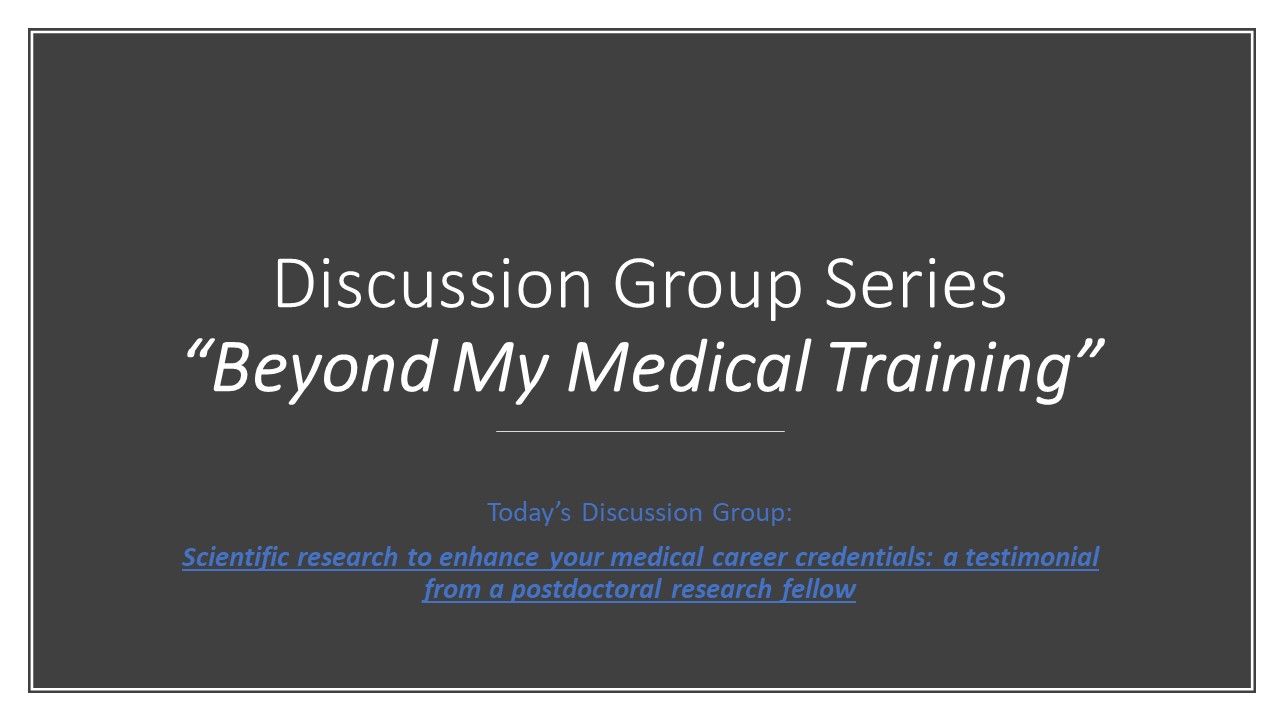 Discussion Group Series
“Beyond My Medical Training”
Today’s Discussion Group:
Scientific research to enhance your medical career credentials: a testimonial
from a postdoctoral research fellow